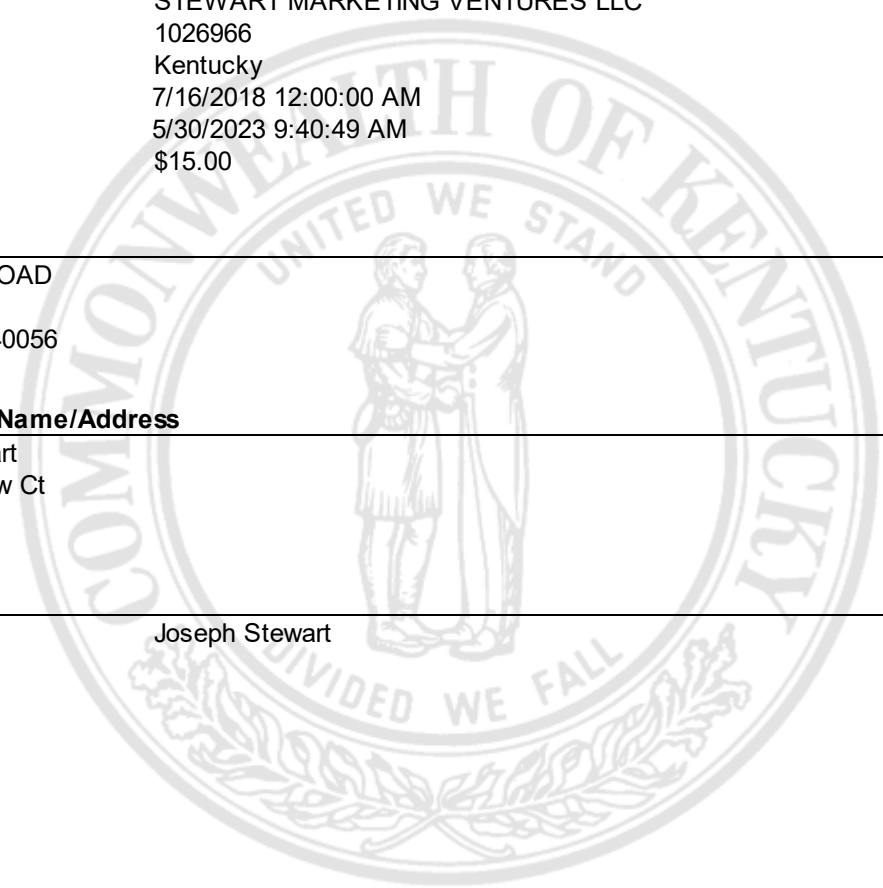 STEWART MARKETING VENTURES LLC
1026966
Kentucky
7/16/2018 12:00:00 AM
5/30/2023 9:40:49 AM
$15.00
OAD
0056
Name/Address
rt
w Ct
Joseph Stewart
COMMONWEALTH OF KENTUCKY
UNITED WE STAND
DIVIDED WE FALL